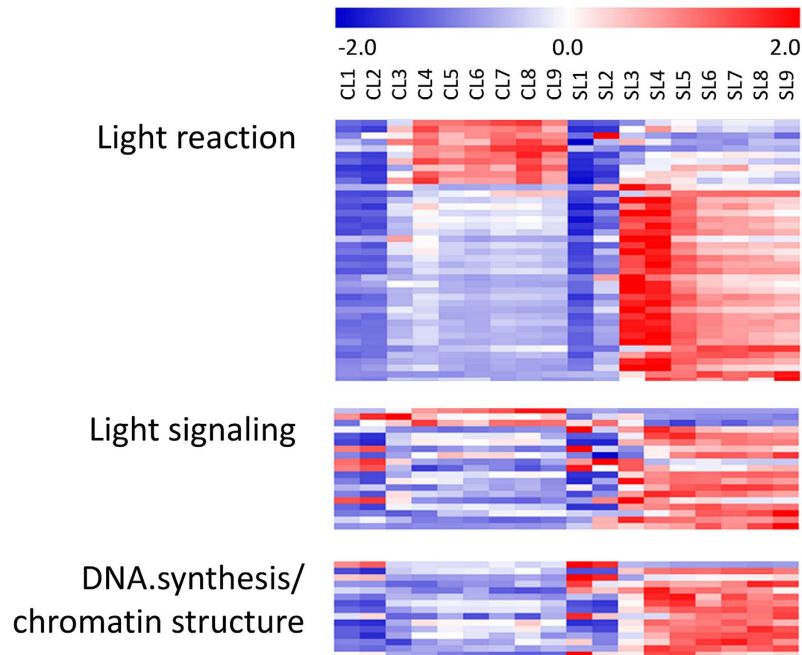 -2.0 0.0 2.0
CL1 CL2 CL3 CL4 CL5 CL6 CL7 CL8 CL9 SL1 SL2 SL3 SL4 SL5 SL6 SL7 SL8 SL9
Light reaction
Light signaling
DNA.synthesis/
chromatin structure